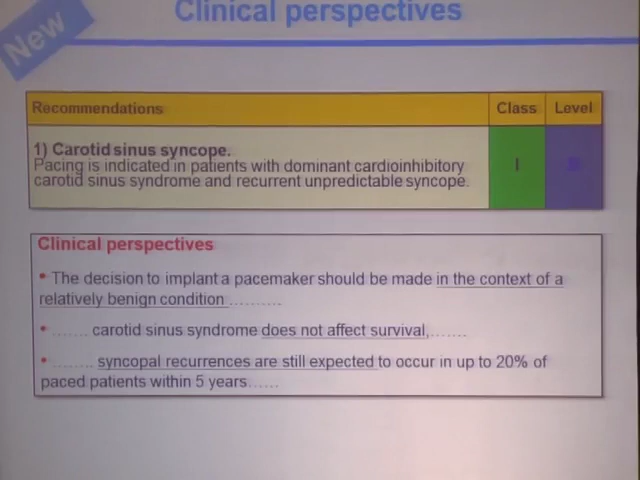 New
Clinical perspectives
Recommendations Class Level
1) Carotid sinus syncope.
Pacing is indicated in patients with dominant cardioinhibitory
carotid sinus syndrome and recurrent unpredictable syncope.
I B
Clinical perspectives
• The decision to implant a pacemaker should be made in the context of a
relatively benign condition ..........
• ....... carotid sinus syndrome does not affect survival,.......
• ........ syncopal recurrences are still expected to occur in up to 20% of
paced patients within 5 years......